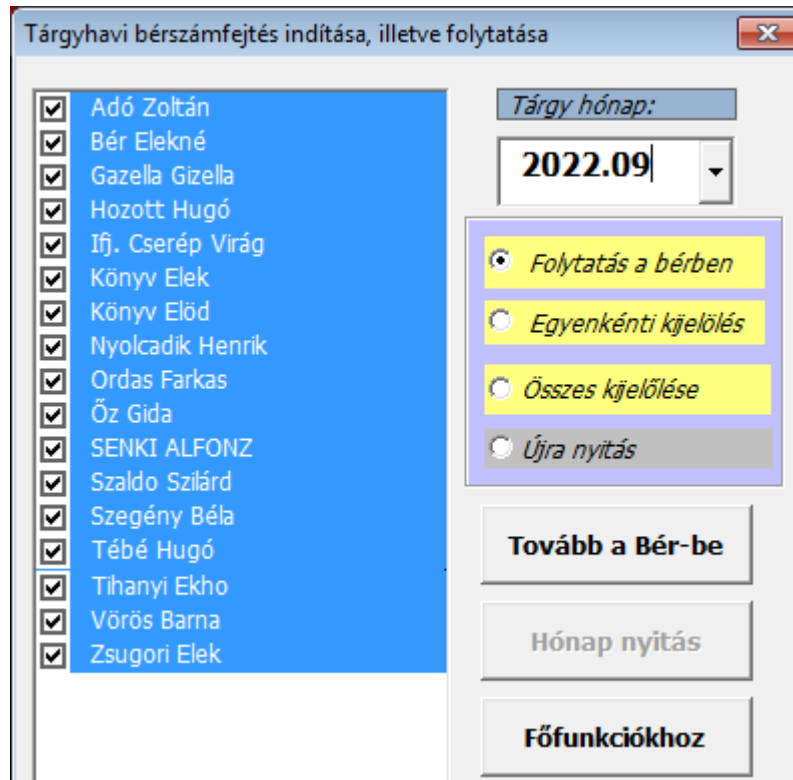 Tárgyhavi bérszámfejtés indítása, illetve folytatása
Adó Zoltán
Bér Elekné
Gazella Gizella
Hozott Hugó
Ifj. Cserép Virág
Könyv Elek
Könyv Előd
Nyolcadik Henrik
Ordas Farkas
Őz Gida
SENKI ALFONZ
Szaldo Szilárd
Szegény Béla
Tébé Hugó
Tihanyi Ekho
Vörös Barna
Zsugori Elek
Tárgy hónap:
2022.09
Folytatás a bérben
Egyenkénti kijelölés
Összes kijelőlése
Újra nyitás
Tovább a Bér-be
Hónap nyitás
Főfunkciókhoz